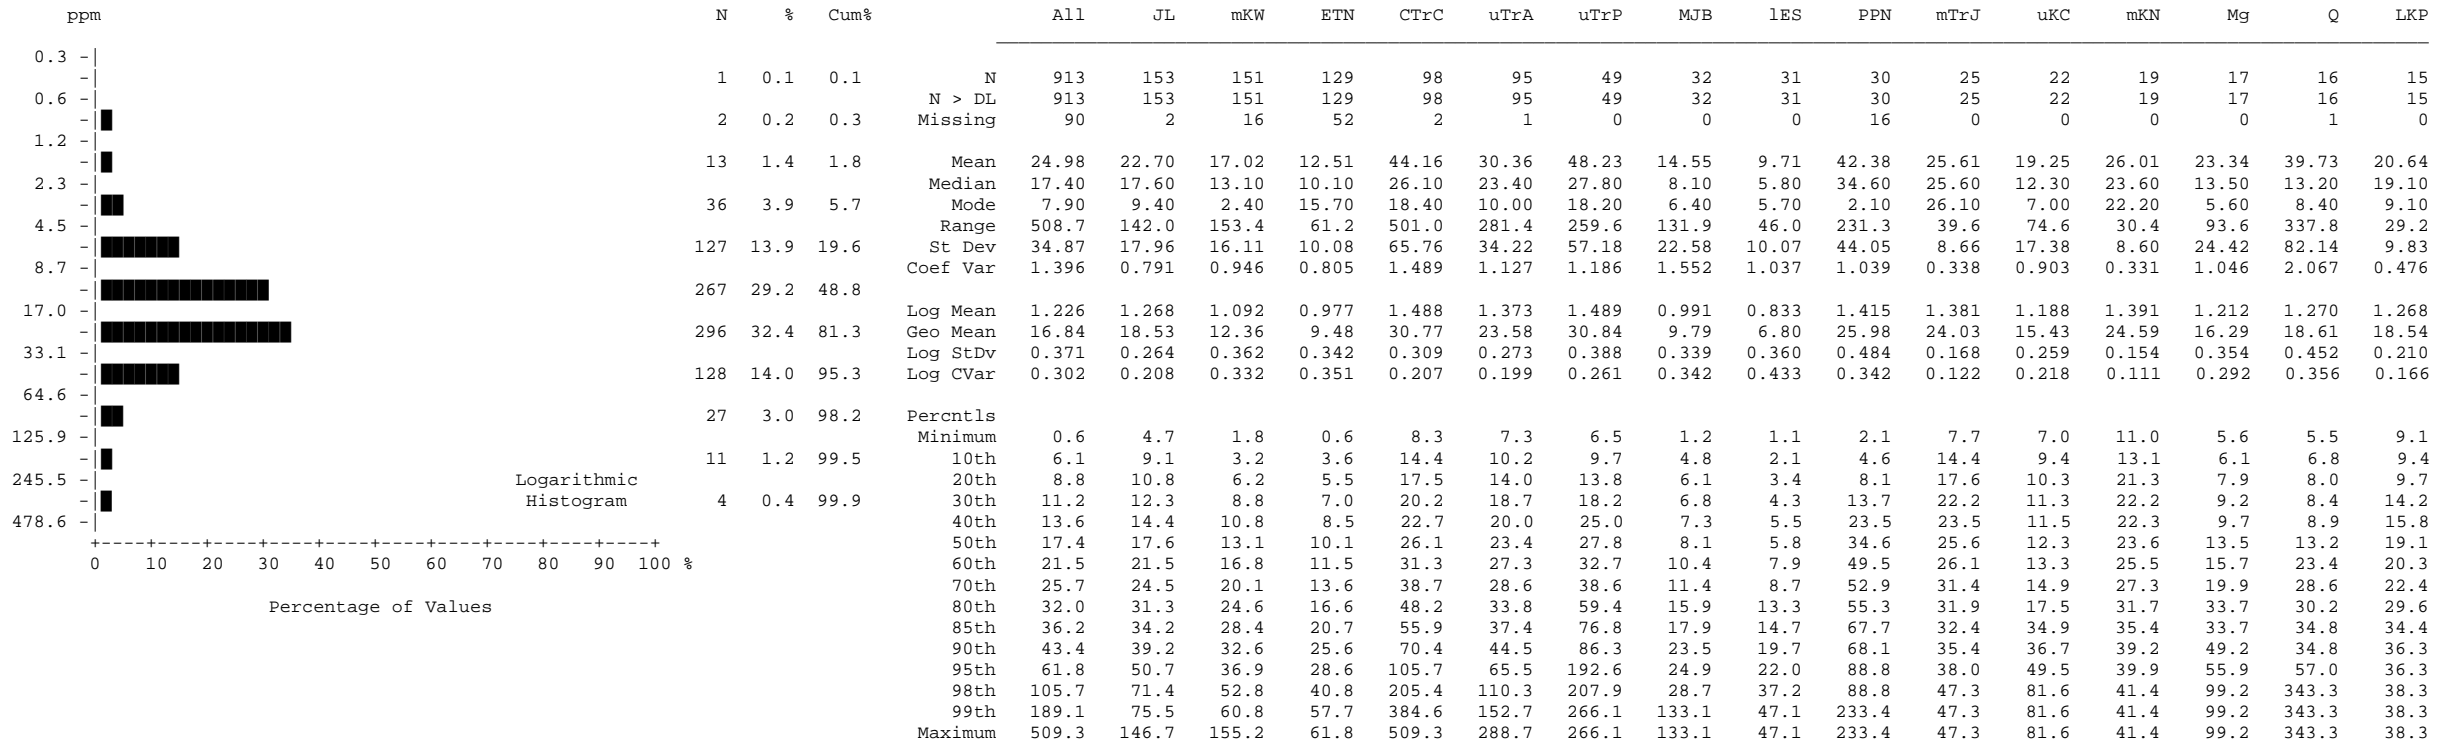 ppm N % Cum% All JL mKW ETN CTrC uTrA uTrP MJB lES PPN mTrJ uKC mKN Mg Q LKP
0.3 -
- 1 0.1 0.1 N 913 153 151 129 98 95 49 32 31 30 25 22 19 17 16 15
0.6 - N > DL 913 153 151 129 98 95 49 32 31 30 25 22 19 17 16 15
- 2 0.2 0.3 Missing 90 2 16 52 2 1 0 0 0 16 0 0 0 0 1 0
1.2 -
- 13 1.4 1.8 Mean 24.98 22.70 17.02 12.51 44.16 30.36 48.23 14.55 9.71 42.38 25.61 19.25 26.01 23.34 39.73 20.64
2.3 - Median 17.40 17.60 13.10 10.10 26.10 23.40 27.80 8.10 5.80 34.60 25.60 12.30 23.60 13.50 13.20 19.10
- 36 3.9 5.7 Mode 7.90 9.40 2.40 15.70 18.40 10.00 18.20 6.40 5.70 2.10 26.10 7.00 22.20 5.60 8.40 9.10
4.5 - Range 508.7 142.0 153.4 61.2 501.0 281.4 259.6 131.9 46.0 231.3 39.6 74.6 30.4 93.6 337.8 29.2
- 127 13.9 19.6 St Dev 34.87 17.96 16.11 10.08 65.76 34.22 57.18 22.58 10.07 44.05 8.66 17.38 8.60 24.42 82.14 9.83
8.7 - Coef Var 1.396 0.791 0.946 0.805 1.489 1.127 1.186 1.552 1.037 1.039 0.338 0.903 0.331 1.046 2.067 0.476
- 267 29.2 48.8
17.0 - Log Mean 1.226 1.268 1.092 0.977 1.488 1.373 1.489 0.991 0.833 1.415 1.381 1.188 1.391 1.212 1.270 1.268
- 296 32.4 81.3 Geo Mean 16.84 18.53 12.36 9.48 30.77 23.58 30.84 9.79 6.80 25.98 24.03 15.43 24.59 16.29 18.61 18.54
33.1 - Log StDv 0.371 0.264 0.362 0.342 0.309 0.273 0.388 0.339 0.360 0.484 0.168 0.259 0.154 0.354 0.452 0.210
- 128 14.0 95.3 Log CVar 0.302 0.208 0.332 0.351 0.207 0.199 0.261 0.342 0.433 0.342 0.122 0.218 0.111 0.292 0.356 0.166
64.6 -
- 27 3.0 98.2 Percntls
125.9 - Minimum 0.6 4.7 1.8 0.6 8.3 7.3 6.5 1.2 1.1 2.1 7.7 7.0 11.0 5.6 5.5 9.1
- 11 1.2 99.5 10th 6.1 9.1 3.2 3.6 14.4 10.2 9.7 4.8 2.1 4.6 14.4 9.4 13.1 6.1 6.8 9.4
245.5 - Logarithmic 20th 8.8 10.8 6.2 5.5 17.5 14.0 13.8 6.1 3.4 8.1 17.6 10.3 21.3 7.9 8.0 9.7
- Histogram 4 0.4 99.9 30th 11.2 12.3 8.8 7.0 20.2 18.7 18.2 6.8 4.3 13.7 22.2 11.3 22.2 9.2 8.4 14.2
478.6 - 40th 13.6 14.4 10.8 8.5 22.7 20.0 25.0 7.3 5.5 23.5 23.5 11.5 22.3 9.7 8.9 15.8
50th 17.4 17.6 13.1 10.1 26.1 23.4 27.8 8.1 5.8 34.6 25.6 12.3 23.6 13.5 13.2 19.1
0 10 20 30 40 50 60 70 80 90 100 % 60th 21.5 21.5 16.8 11.5 31.3 27.3 32.7 10.4 7.9 49.5 26.1 13.3 25.5 15.7 23.4 20.3
70th 25.7 24.5 20.1 13.6 38.7 28.6 38.6 11.4 8.7 52.9 31.4 14.9 27.3 19.9 28.6 22.4
Percentage of Values 80th 32.0 31.3 24.6 16.6 48.2 33.8 59.4 15.9 13.3 55.3 31.9 17.5 31.7 33.7 30.2 29.6
85th 36.2 34.2 28.4 20.7 55.9 37.4 76.8 17.9 14.7 67.7 32.4 34.9 35.4 33.7 34.8 34.4
90th 43.4 39.2 32.6 25.6 70.4 44.5 86.3 23.5 19.7 68.1 35.4 36.7 39.2 49.2 34.8 36.3
95th 61.8 50.7 36.9 28.6 105.7 65.5 192.6 24.9 22.0 88.8 38.0 49.5 39.9 55.9 57.0 36.3
98th 105.7 71.4 52.8 40.8 205.4 110.3 207.9 28.7 37.2 88.8 47.3 81.6 41.4 99.2 343.3 38.3
99th 189.1 75.5 60.8 57.7 384.6 152.7 266.1 133.1 47.1 233.4 47.3 81.6 41.4 99.2 343.3 38.3
Maximum 509.3 146.7 155.2 61.8 509.3 288.7 266.1 133.1 47.1 233.4 47.3 81.6 41.4 99.2 343.3 38.3